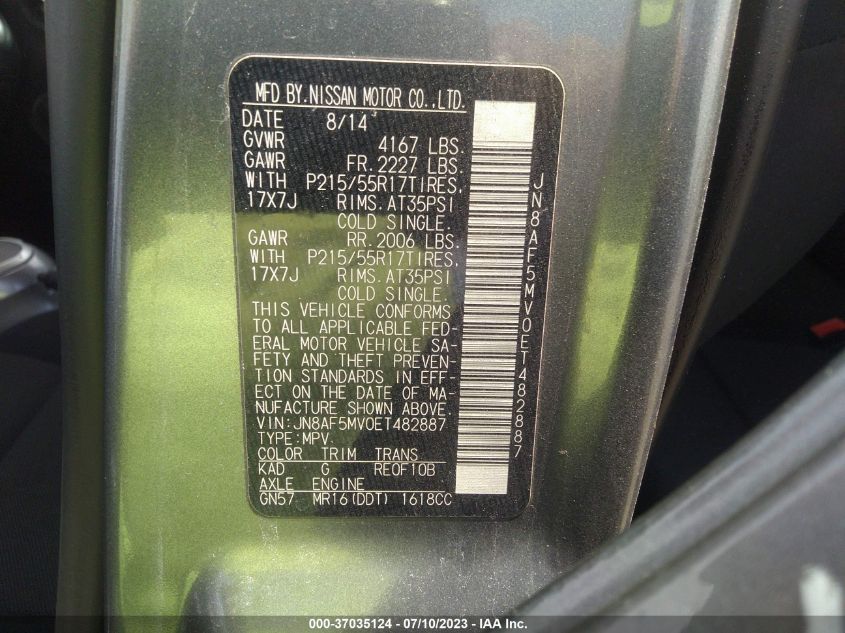 MFD BY.NISSAN MOTOR CO.,LTD.
DATE 8/14
GVWR 4167 LBS.
GAWR FR. 2227 LBS.
WITH P215/55R17TIRES,
17X7J RIMS. AT35PSI
COLD SINGLE.
GAWR RR. 2006 LBS.
WITH P215/55R17TIRES,
17X7J RIMS. AT35PSI
COLD SINGLE.
THIS VEHICLE CONFORMS
TO ALL APPLICABLE FED-
ERAL MOTOR VEHICLE SA-
FETY AND THEFT PREVEN-
TION STANDARDS IN EFF-
ECT ON THE DATE OF MA-
NUFACTURE SHOWN ABOVE.
VIN:JN8AF5MV0ET482887
TYPE:MPV
COLOR TRIM TRANS
KAD G RE0F10B
AXLE ENGINE
GN57 MR16(DDT) 1618CC
JN8AF5MV0ET482887
000-37035124 - 07/10/2023 - IAA Inc.